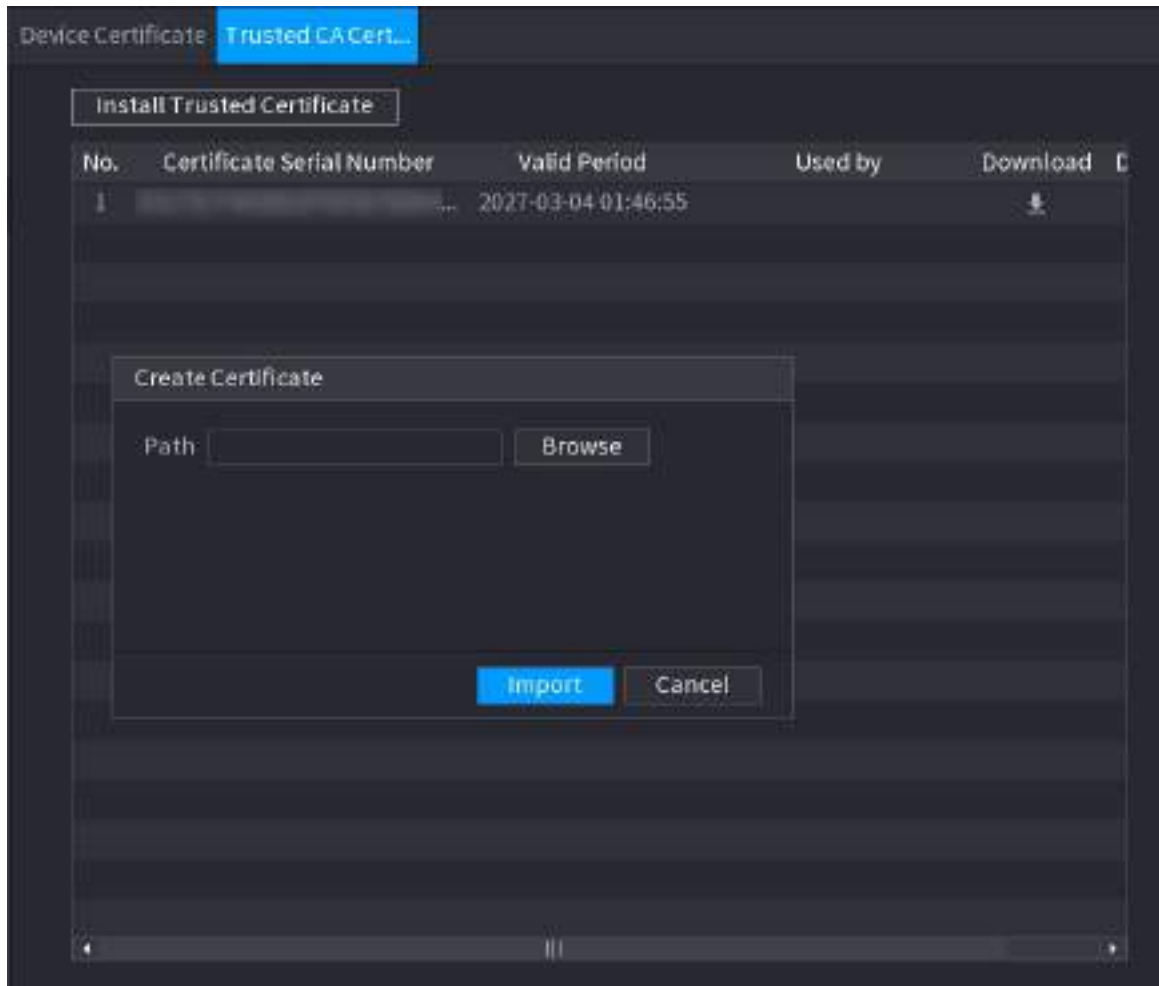 Device Certificate Trusted CA Cert...
Install Trusted Certificate
No. Certificate Serial Number Valid Period Used by Download D
1 ... 2027-03-04 01:46:55
Create Certificate
Path Browse
Import Cancel